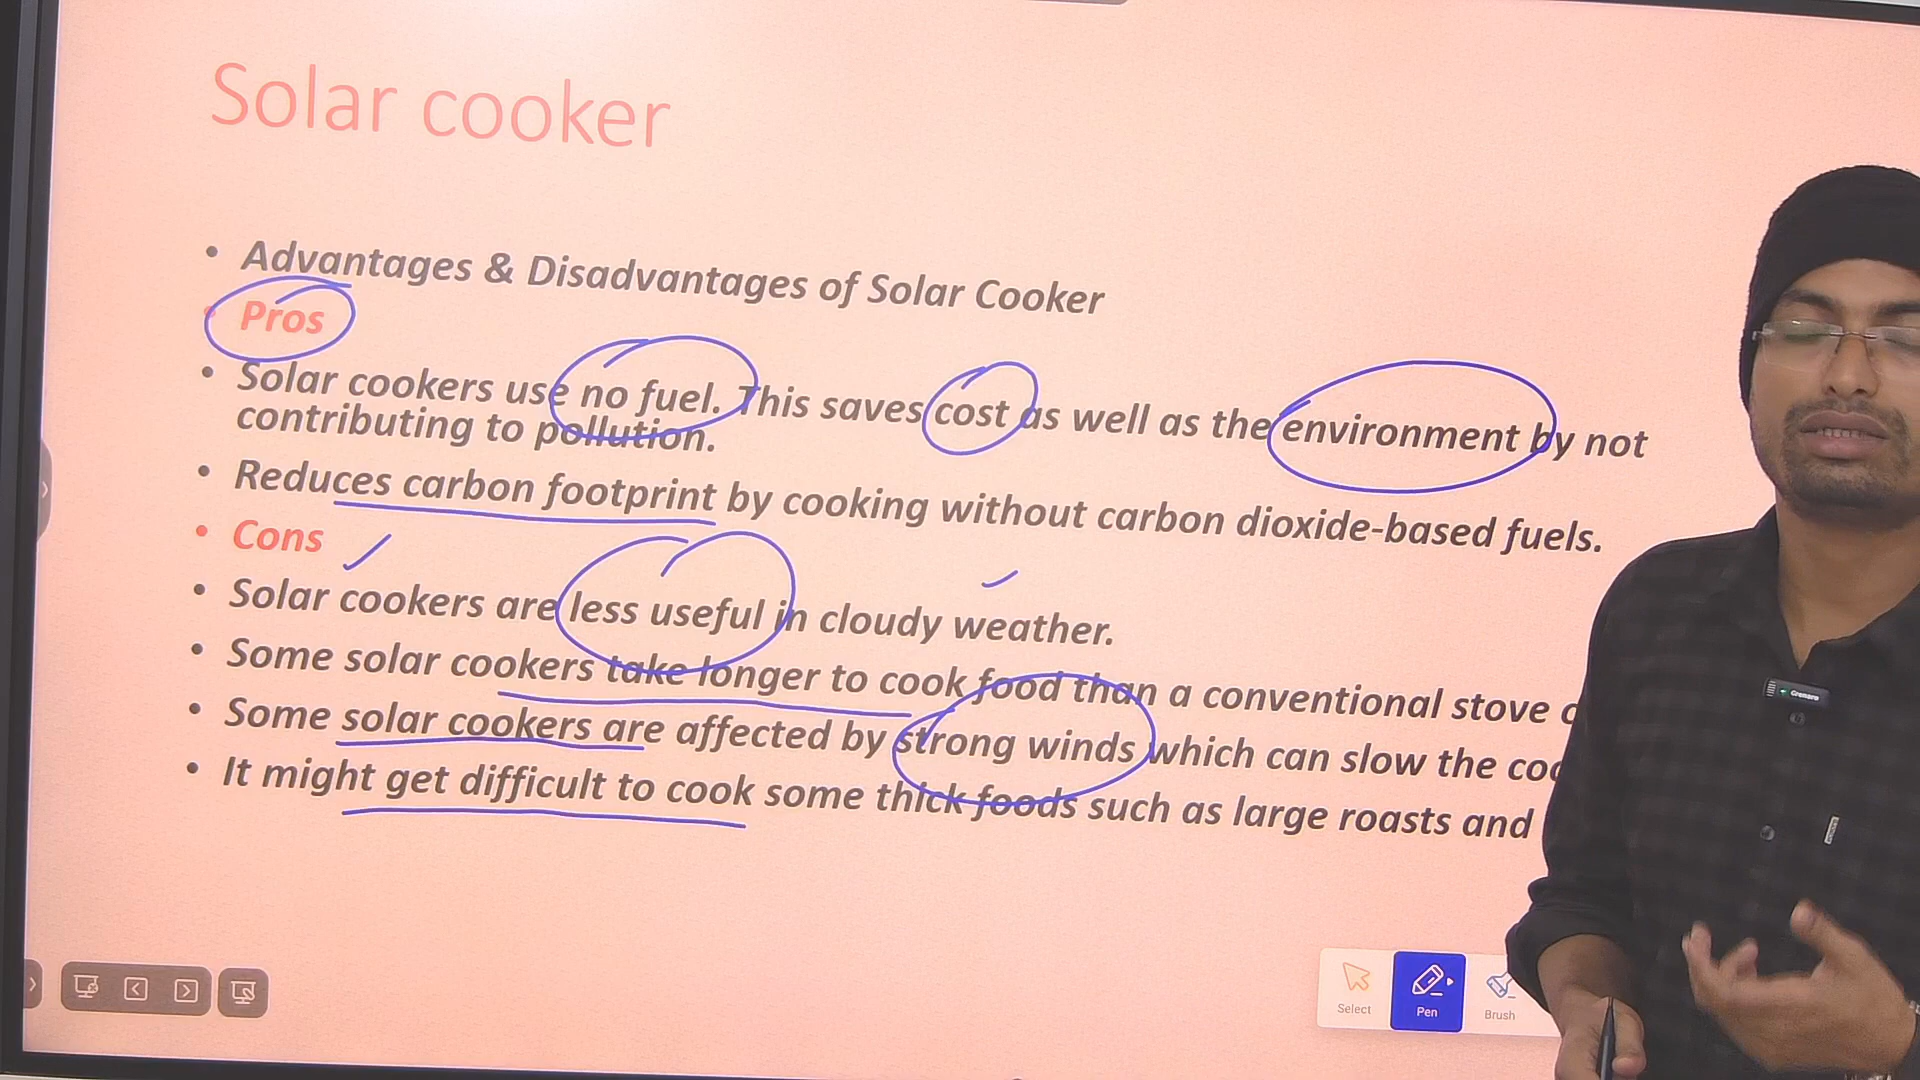 Solar cooker
• Advantages & Disadvantages of Solar Cooker
• Pros
• Solar cookers use no fuel. This saves cost as well as the environment by not
contributing to pollution.
• Reduces carbon footprint by cooking without carbon dioxide-based fuels.
• Cons
• Solar cookers are less useful in cloudy weather.
• Some solar cookers take longer to cook food than a conventional stove
• Some solar cookers are affected by strong winds which can slow the
• It might get difficult to cook some thick foods such as large roasts and
Select
Pen
Brush